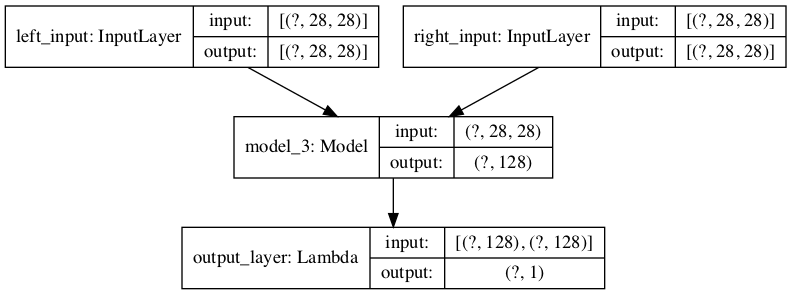 left_input: InputLayer
input: [(?, 28, 28)]
output: [(?, 28, 28)]
right_input: InputLayer
input: [(?, 28, 28)]
output: [(?, 28, 28)]
model_3: Model
input: (?, 28, 28)
output: (?, 128)
output_layer: Lambda
input: [(?, 128), (?, 128)]
output: (?, 1)